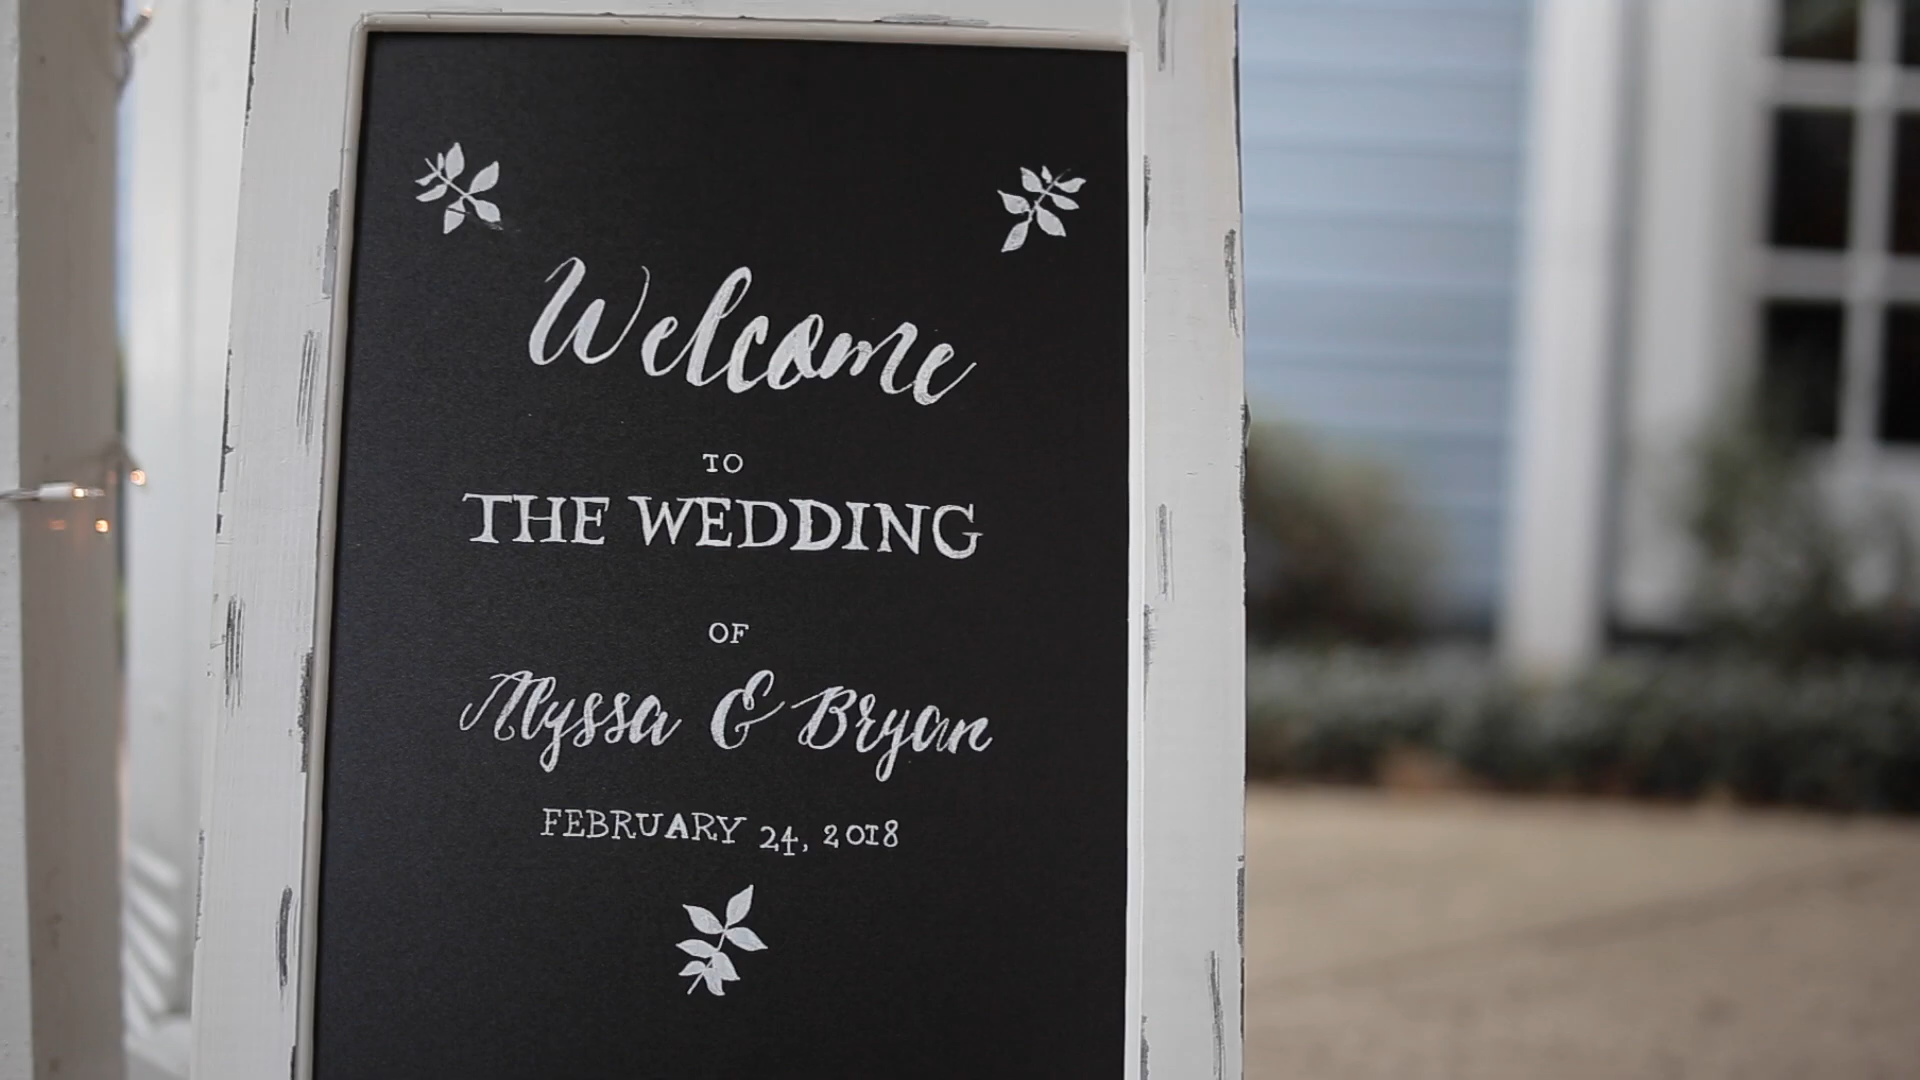 Welcome
TO
THE WEDDING
OF
Alyssa & Bryan
FEBRUARY 24, 2018